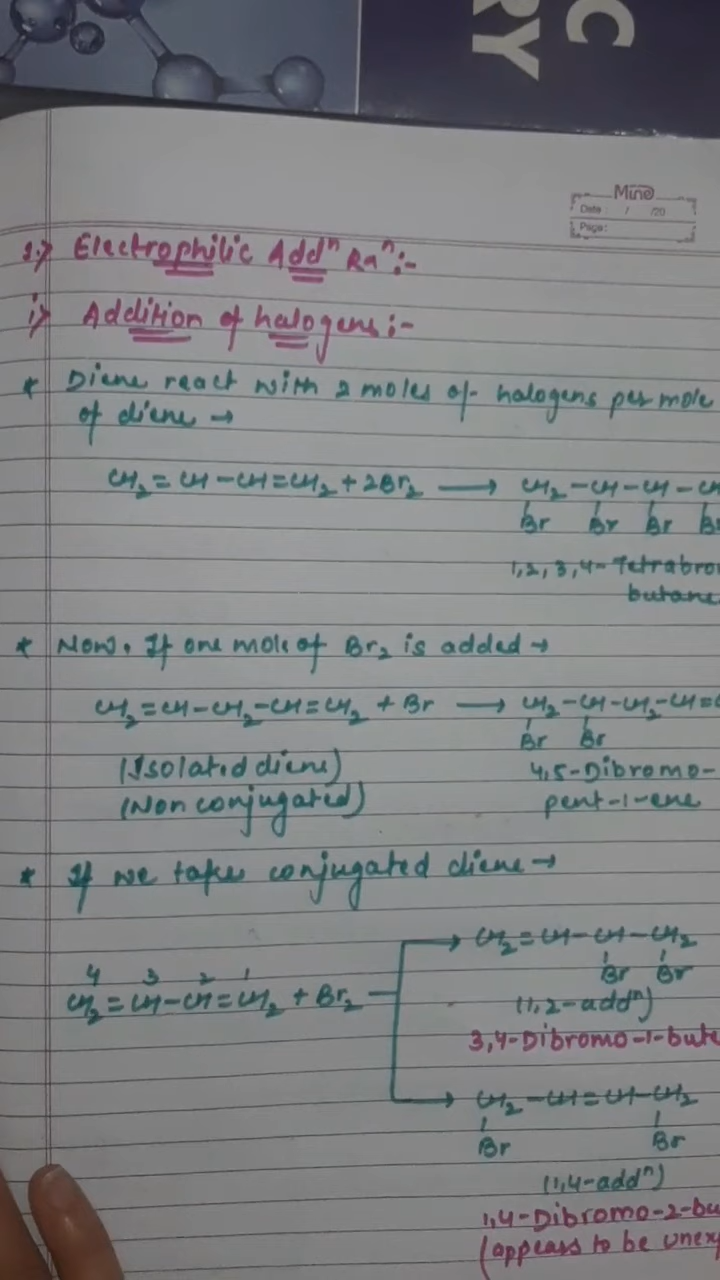 C
RY
Mino
Date : / /20
Page:
2.) Electrophilic Addⁿ Rxⁿ:-
i) Addition of halogens:-
* Diene react with 2 moles of halogens per mole
of diene →
CH₂=CH-CH=CH₂ + 2Br₂ → CH₂-CH-CH-CH
Br Br Br Br
1,2,3,4-Tetrabro
butane
* Now. If one mole of Br₂ is added →
CH₂=CH-CH₂-CH=CH₂ + Br → CH₂-CH-CH₂-CH=C
Br Br
(Isolated diene) 4,5-Dibromo-
(Non conjugated) pent-1-ene
* If we take conjugated diene →
CH₂=CH-CH-CH₂
Br Br
4 3 2 1
CH₂=CH-CH=CH₂ + Br₂
(1,2-addⁿ)
3,4-Dibromo-1-bute
CH₂-CH=CH-CH₂
Br Br
(1,4-addⁿ)
1,4-Dibromo-2-bu
(appears to be unex